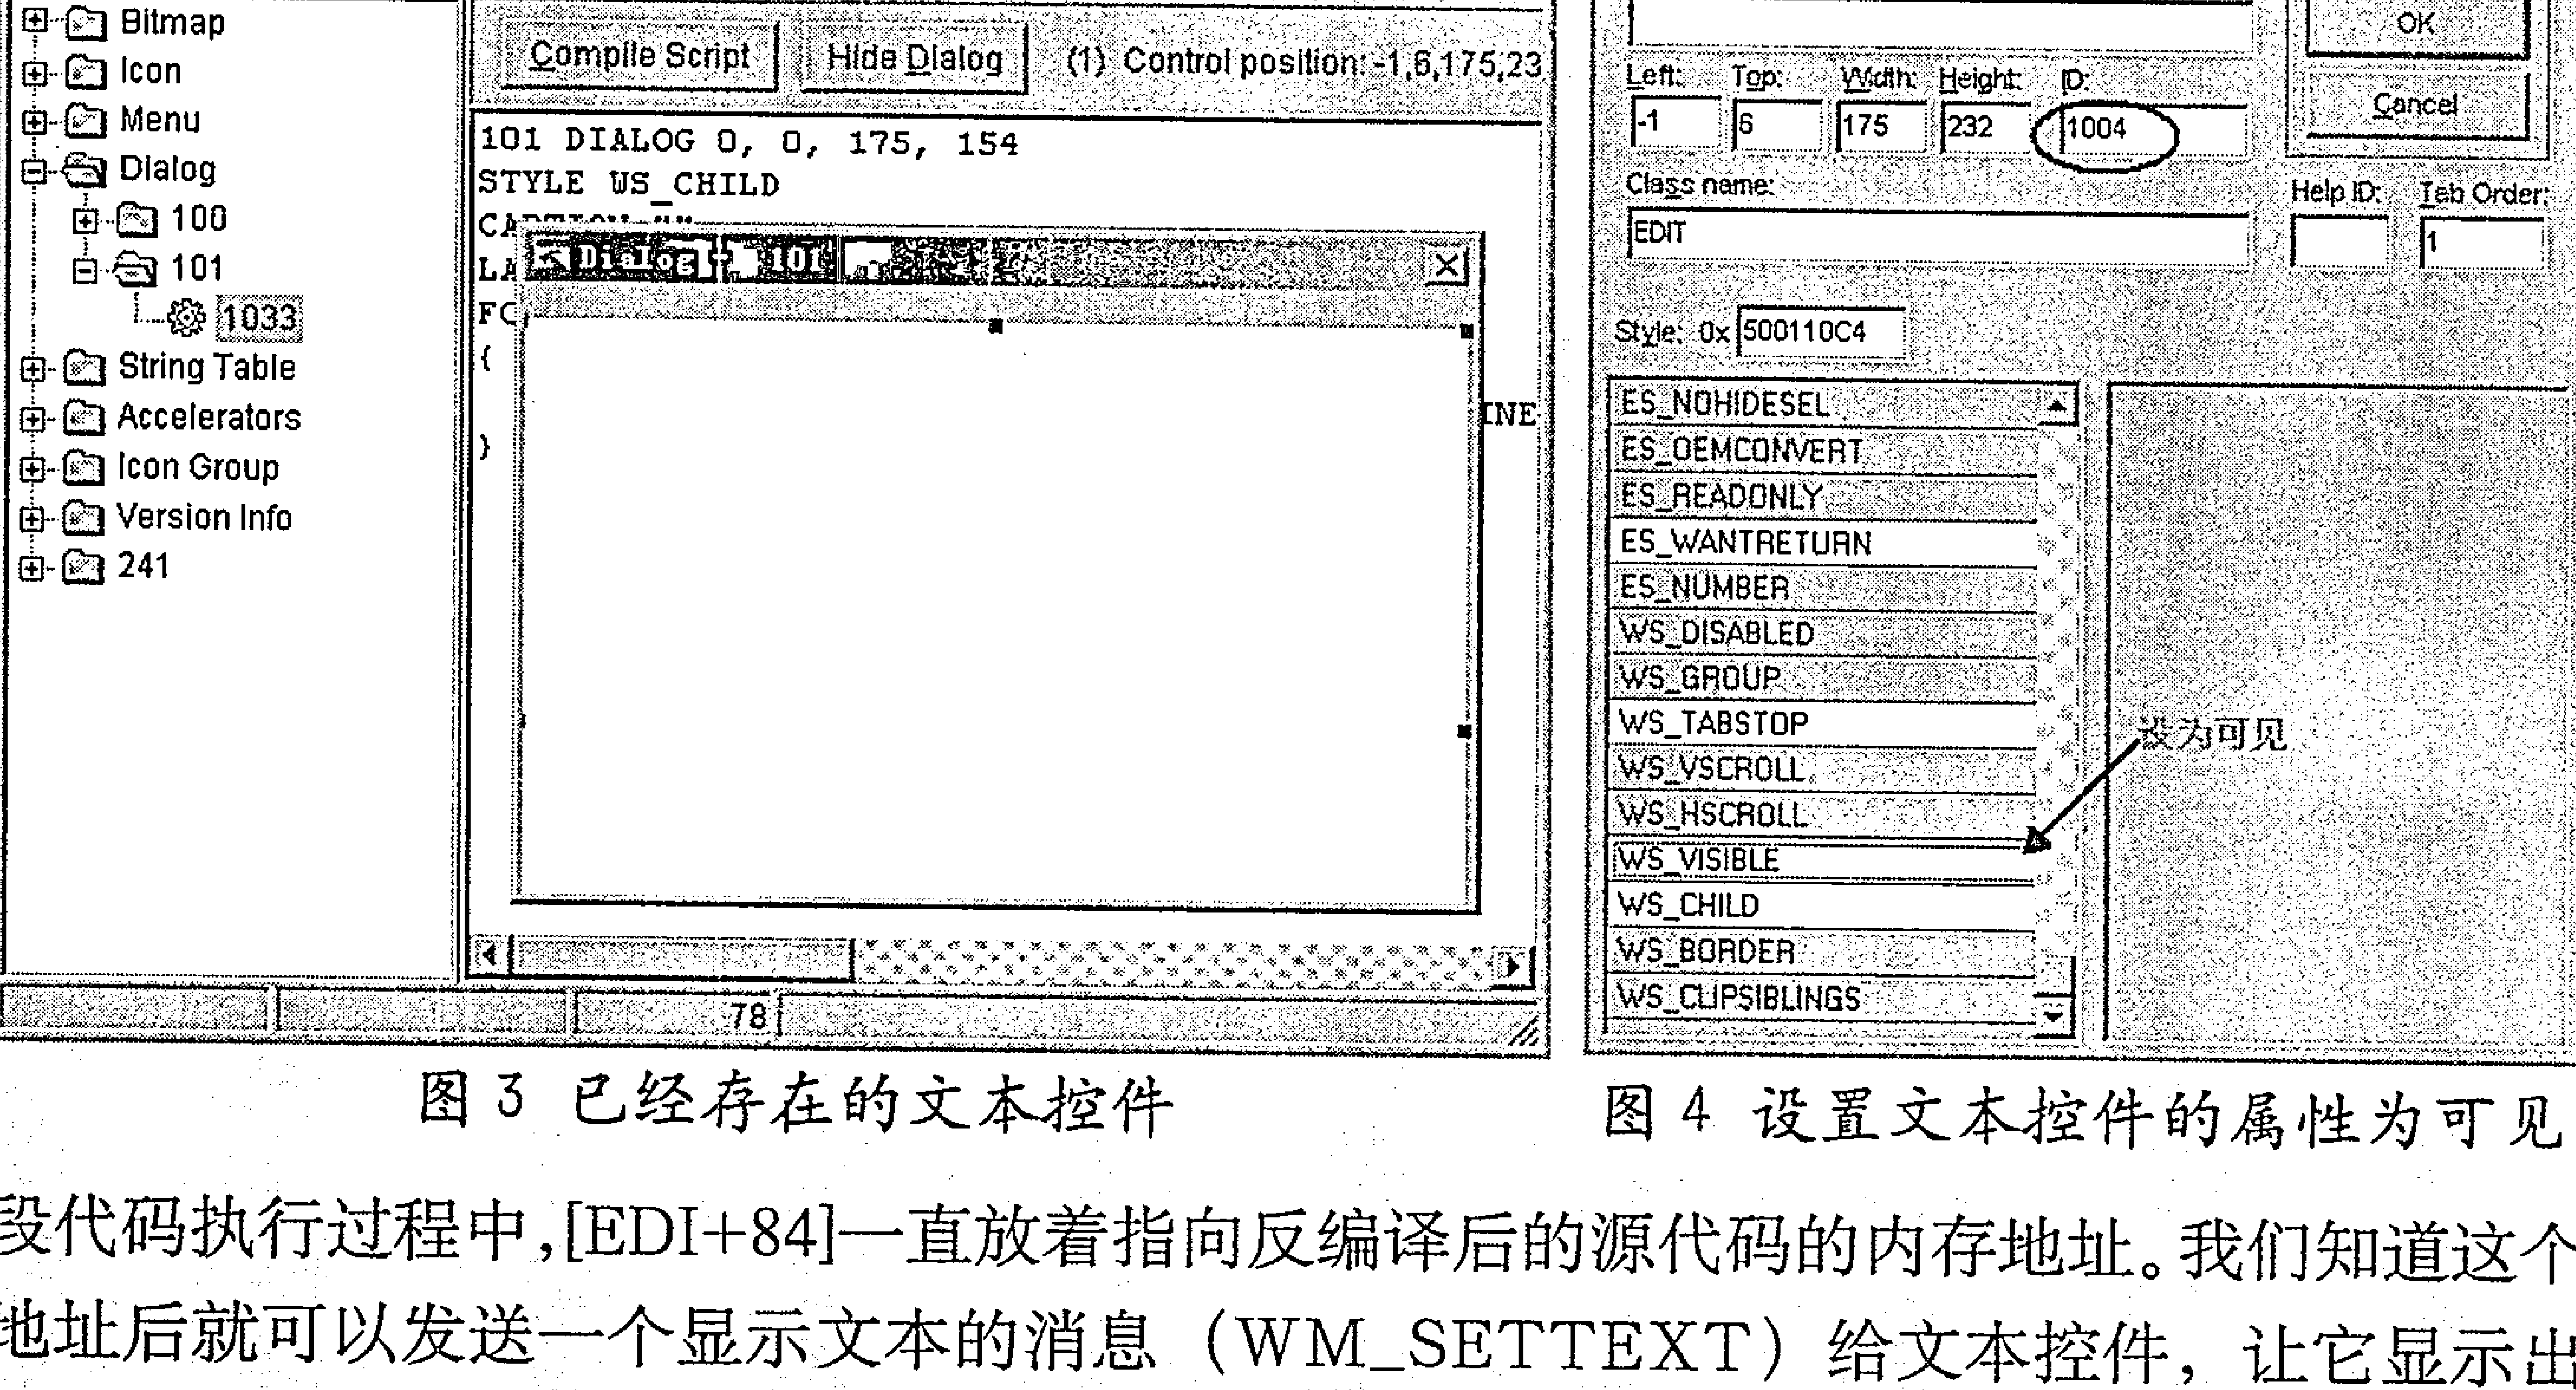 Bitmap
Icon
Menu
Dialog
100
101
1033
String Table
Accelerators
Icon Group
Version Info
241
Compile Script
Hide Dialog
(1) Control position:-1,6,175,23
101 DIALOG 0, 0, 175, 154
STYLE WS_CHILD
CA
Dialog - 101
LA
FO
{
INE
}
78
OK
Cancel
Left: Top: Width: Height: ID:
-1 6 175 232 1004
Class name: Help ID: Tab Order:
EDIT 1
Style: 0x 500110C4
ES_NOHIDESEL
ES_OEMCONVERT
ES_READONLY
ES_WANTRETURN
ES_NUMBER
WS_DISABLED
WS_GROUP
WS_TABSTOP
WS_VSCROLL
WS_HSCROLL
WS_VISIBLE
WS_CHILD
WS_BORDER
WS_CLIPSIBLINGS
设为可见
图 3 已经存在的文本控件
图 4 设置文本控件的属性为可见
段代码执行过程中,[EDI+84]一直放着指向反编译后的源代码的内存地址。我们知道这个
地址后就可以发送一个显示文本的消息（WM_SETTEXT）给文本控件，让它显示出